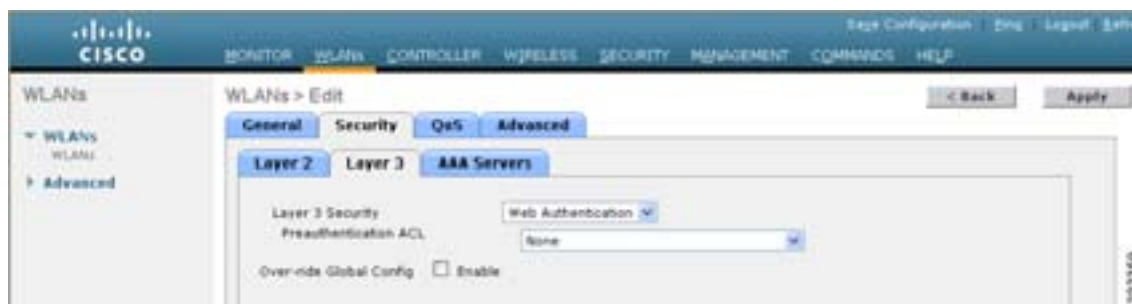 Save Configuration Ping Logout
CISCO
MONITOR WLANs CONTROLLER WIRELESS SECURITY MANAGEMENT COMMANDS HELP
WLANs
WLANs > Edit
< Back Apply
General Security QoS Advanced
WLANs
WLANs
Advanced
Layer 2 Layer 3 AAA Servers
Layer 3 Security Web Authentication
Preauthentication ACL None
Over-ride Global Config Enable